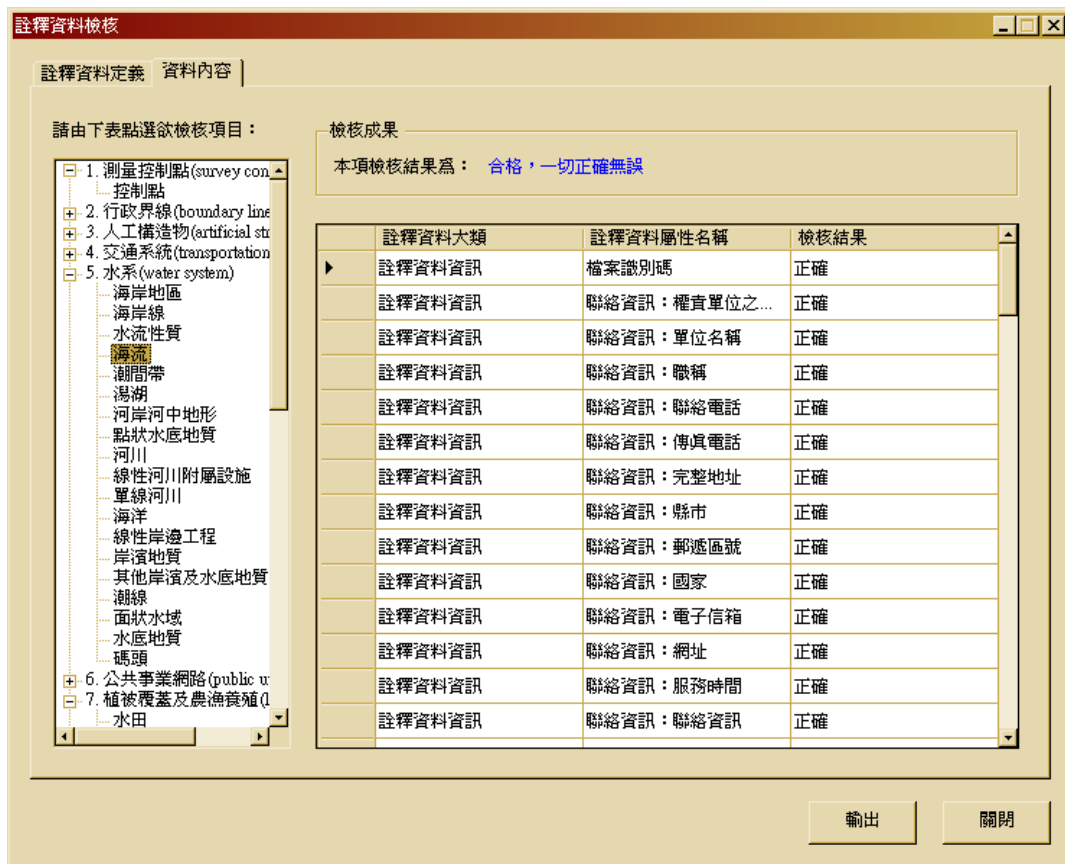 詮釋資料檢核
詮釋資料定義 資料內容
請由下表點選欲檢核項目：
1. 測量控制點(survey con
控制點
2. 行政界線(boundary line
3. 人工構造物(artificial str
4. 交通系統(transportation
5. 水系(water system)
海岸地區
海岸線
水流性質
海流
潮間帶
潟湖
河岸河中地形
點狀水底地質
河川
線性河川附屬設施
單線河川
海洋
線性岸邊工程
岸濱地質
其他岸濱及水底地質
潮線
面狀水域
水底地質
碼頭
6. 公共事業網路(public u
7. 植被覆蓋及農漁養殖(l
水田
檢核成果
本項檢核結果為： 合格，一切正確無誤
詮釋資料大類 詮釋資料屬性名稱 檢核結果
詮釋資料資訊 檔案識別碼 正確
詮釋資料資訊 聯絡資訊：權責單位之... 正確
詮釋資料資訊 聯絡資訊：單位名稱 正確
詮釋資料資訊 聯絡資訊：職稱 正確
詮釋資料資訊 聯絡資訊：聯絡電話 正確
詮釋資料資訊 聯絡資訊：傳真電話 正確
詮釋資料資訊 聯絡資訊：完整地址 正確
詮釋資料資訊 聯絡資訊：縣市 正確
詮釋資料資訊 聯絡資訊：郵遞區號 正確
詮釋資料資訊 聯絡資訊：國家 正確
詮釋資料資訊 聯絡資訊：電子信箱 正確
詮釋資料資訊 聯絡資訊：網址 正確
詮釋資料資訊 聯絡資訊：服務時間 正確
詮釋資料資訊 聯絡資訊：聯絡資訊 正確
輸出 關閉